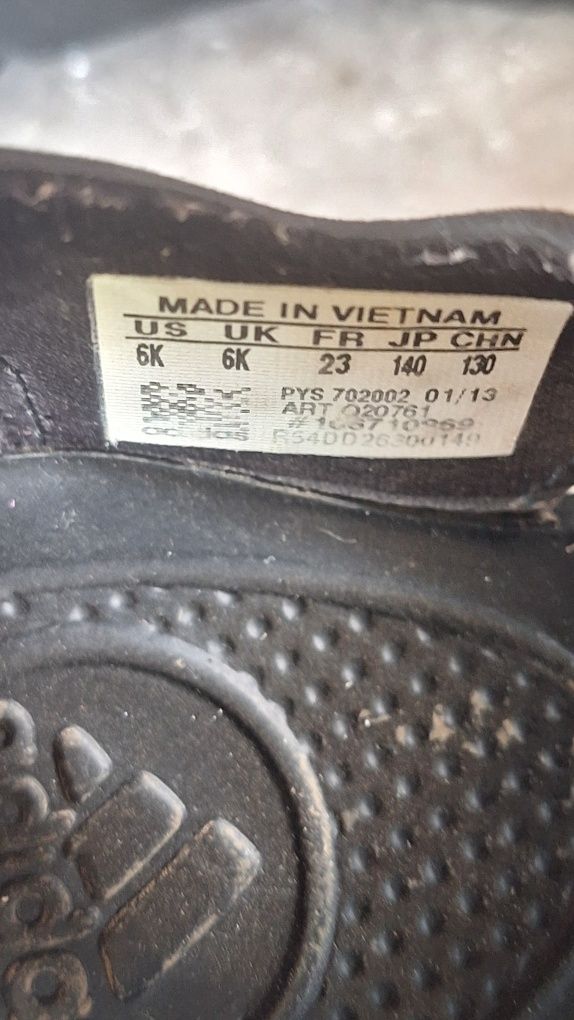 MADE IN VIETNAM
US UK FR JP CHN
6K 6K 23 140 130
PYS 702002 01/13
ART Q20761
adidas
adidas